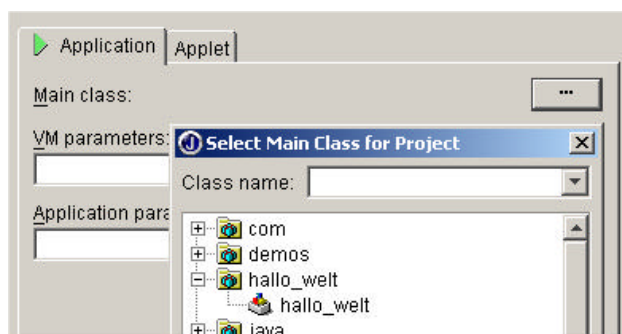 Application Applet
Main class:
...
VM parameters:
Select Main Class for Project
Class name:
Application para
com
demos
hallo_welt
hallo_welt
java